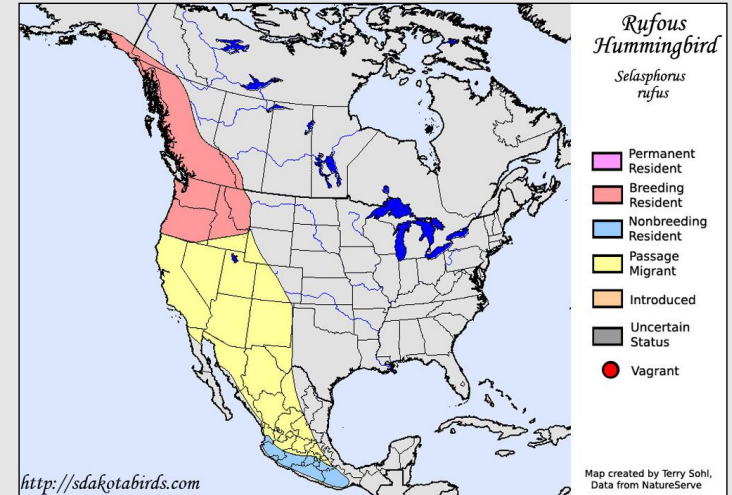 Rufous
Hummingbird
Selasphorus
rufus
Permanent
Resident
Breeding
Resident
Nonbreeding
Resident
Passage
Migrant
Introduced
Uncertain
Status
Vagrant
Map created by Terry Sohl,
Data from NatureServe
http://sdakotabirds.com